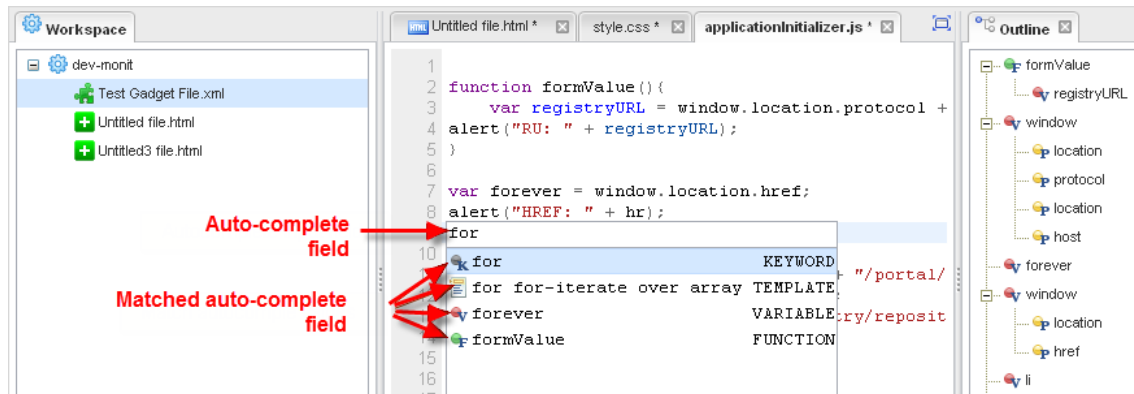 Workspace
dev-monit
Test Gadget File.xml
Untitled file.html
Untitled3 file.html
Auto-complete
field
Matched auto-complete
field
HTML Untitled file.html *
style.css *
applicationInitializer.js *
1
2 function formValue(){
3 var registryURL = window.location.protocol +
4 alert("RU: " + registryURL);
5 }
6
7 var forever = window.location.href;
8 alert("HREF: " + hr);
for
10
for KEYWORD
+ "/portal/
for for-iterate over array TEMPLATE
forever VARIABLE
try/reposit
formValue FUNCTION
15
16
Outline
F formValue
V registryURL
V window
P location
P protocol
P location
P host
V forever
V window
P location
P href
V li